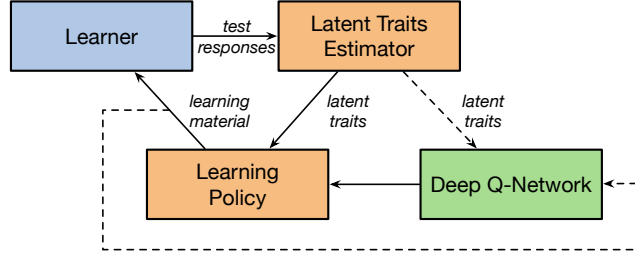 Learner
test
responses
Latent Traits
Estimator
learning
material
latent
traits
latent
traits
Learning
Policy
Deep Q-Network